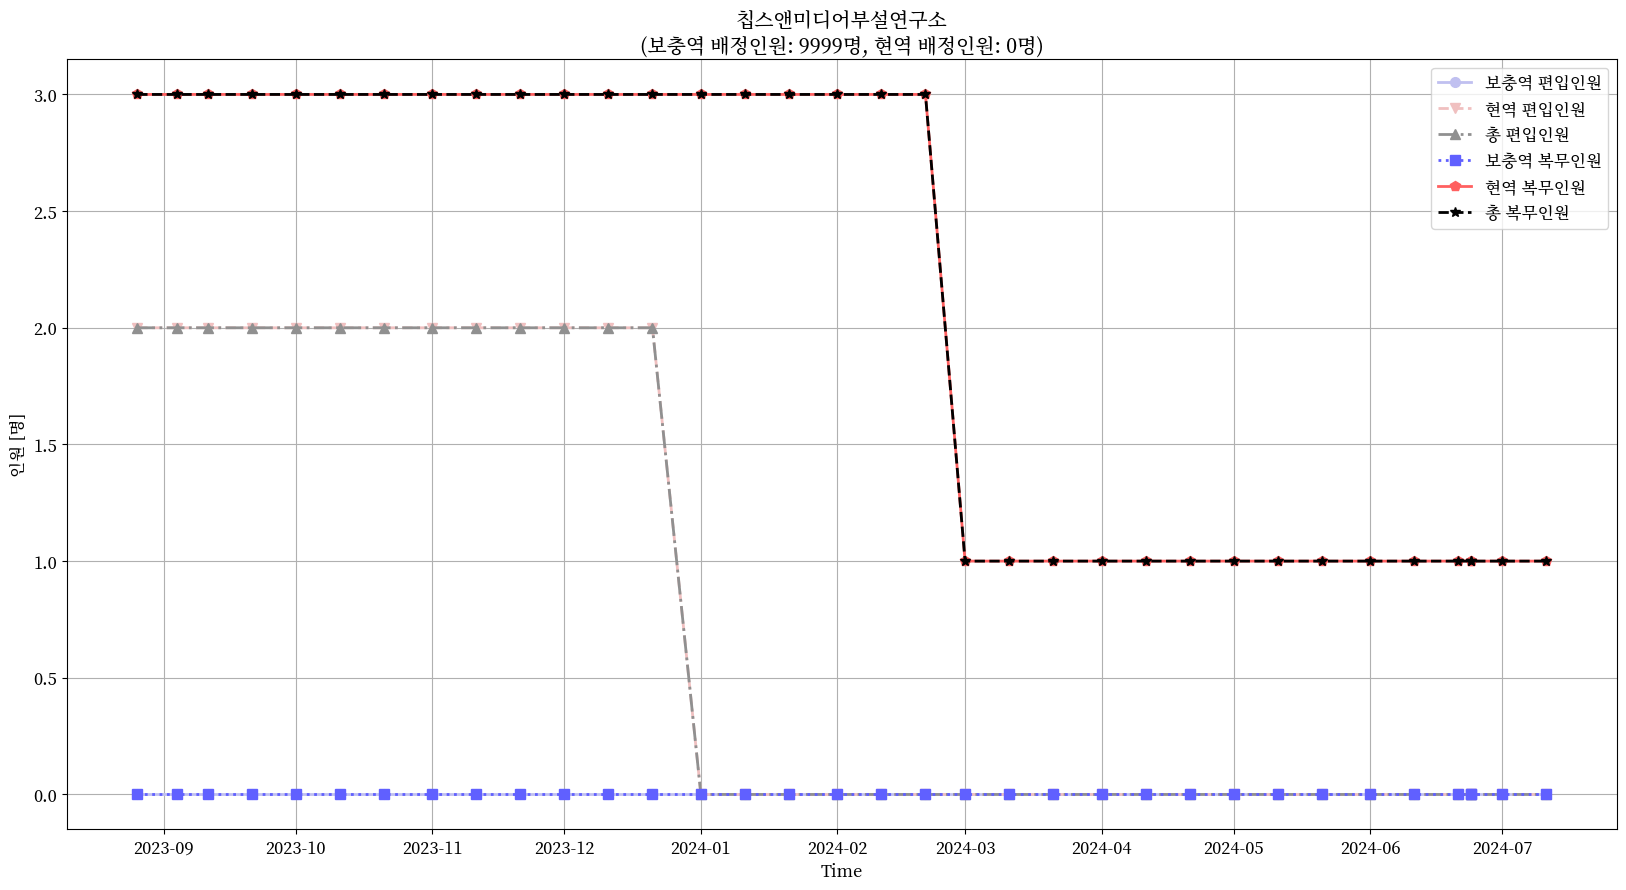 칩스앤미디어부설연구소
(보충역 배정인원: 9999명, 현역 배정인원: 0명)
보충역 편입인원
현역 편입인원
총 편입인원
보충역 복무인원
현역 복무인원
총 복무인원
인원 [명]
3.0
2.5
2.0
1.5
1.0
0.5
0.0
2023-09 2023-10 2023-11 2023-12 2024-01 2024-02 2024-03 2024-04 2024-05 2024-06 2024-07
Time